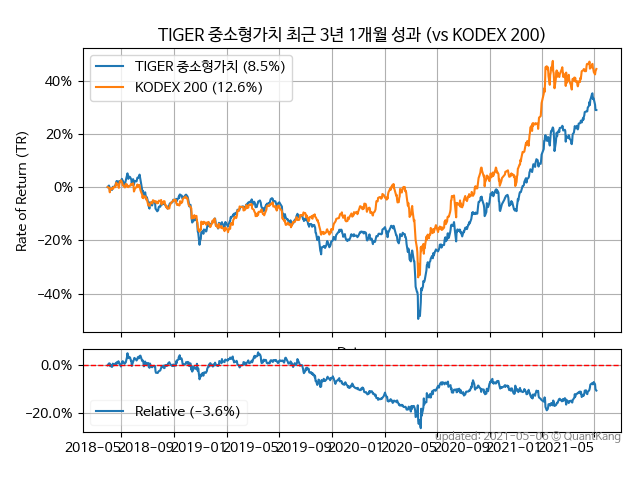 TIGER 중소형가치 최근 3년 1개월 성과 (vs KODEX 200)
TIGER 중소형가치 (8.5%)
KODEX 200 (12.6%)
Rate of Return (TR)
40%
20%
0%
−20%
−40%
0.0%
−20.0%
Relative (−3.6%)
updated: 2021-05-06 © QuantKang
2018-05 2018-09 2019-01 2019-05 2019-09 2020-01 2020-05 2020-09 2021-01 2021-05